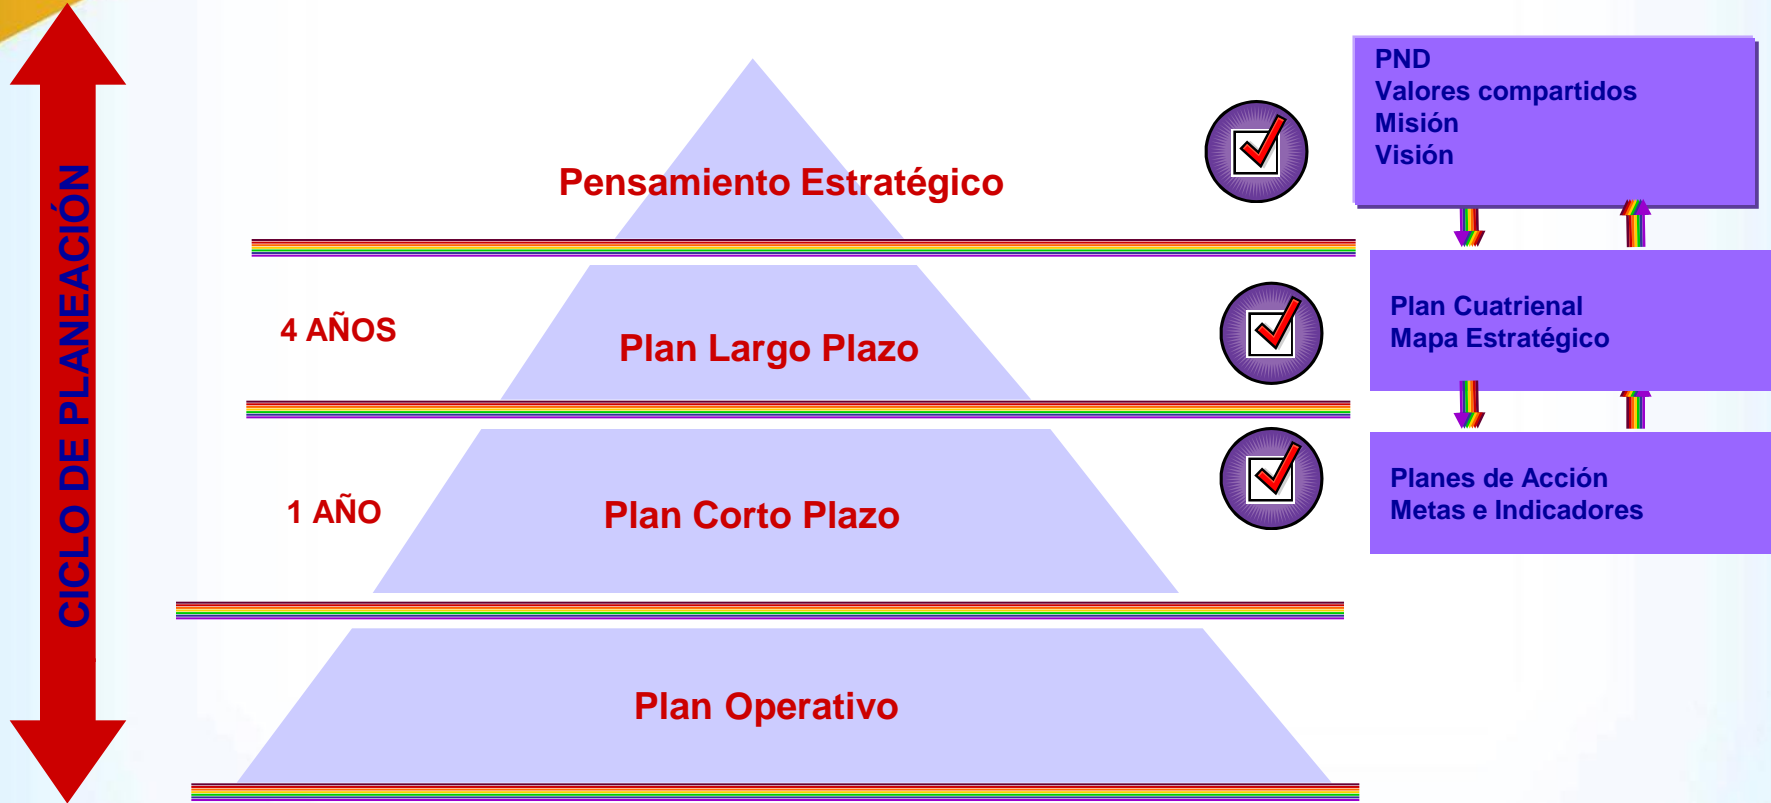 CICLO DE PLANEACIÓN
Pensamiento Estratégico
PND
Valores compartidos
Misión
Visión
4 AÑOS
Plan Largo Plazo
Plan Cuatrienal
Mapa Estratégico
1 AÑO
Plan Corto Plazo
Planes de Acción
Metas e Indicadores
Plan Operativo